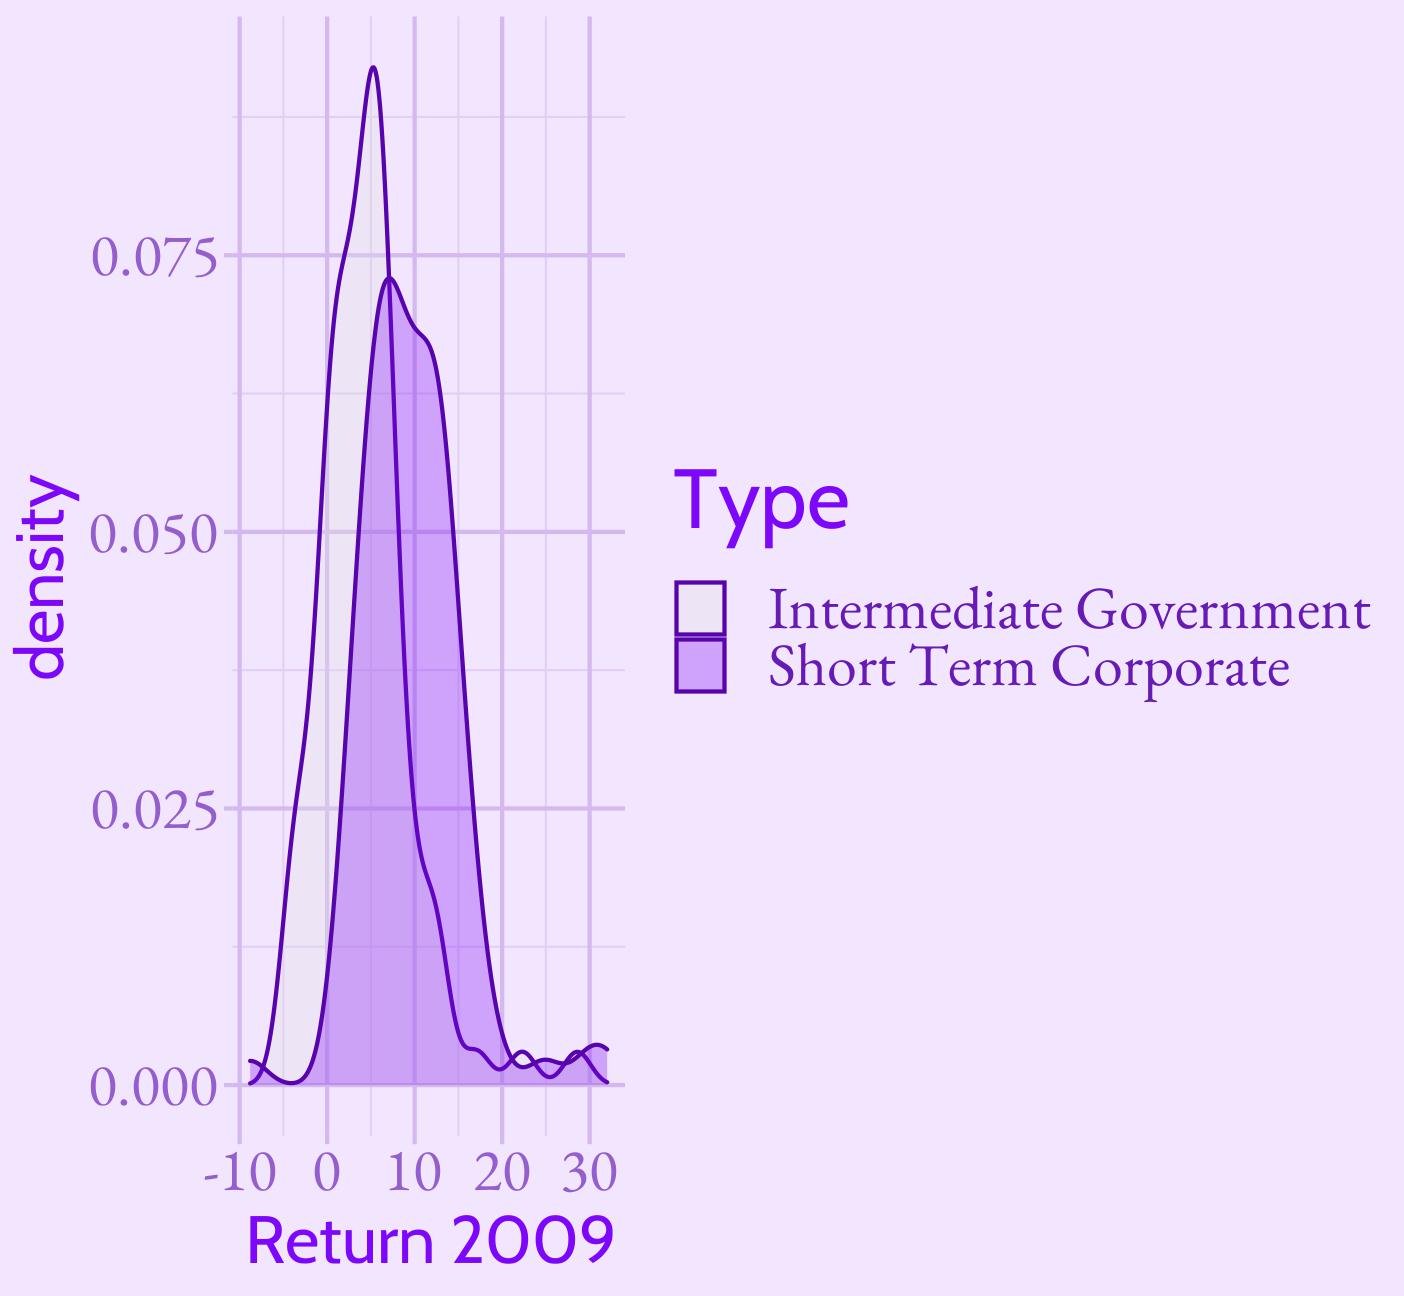 density
0.075
0.050
0.025
0.000
-10 0 10 20 30
Return 2009
Type
Intermediate Government
Short Term Corporate